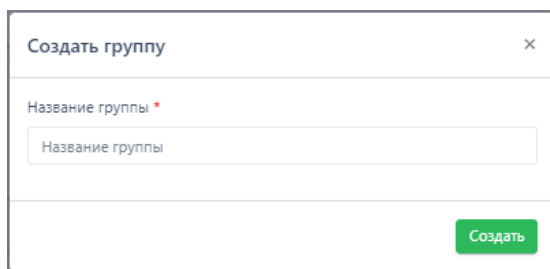 Создать группу ×
Название группы *
Название группы
Создать